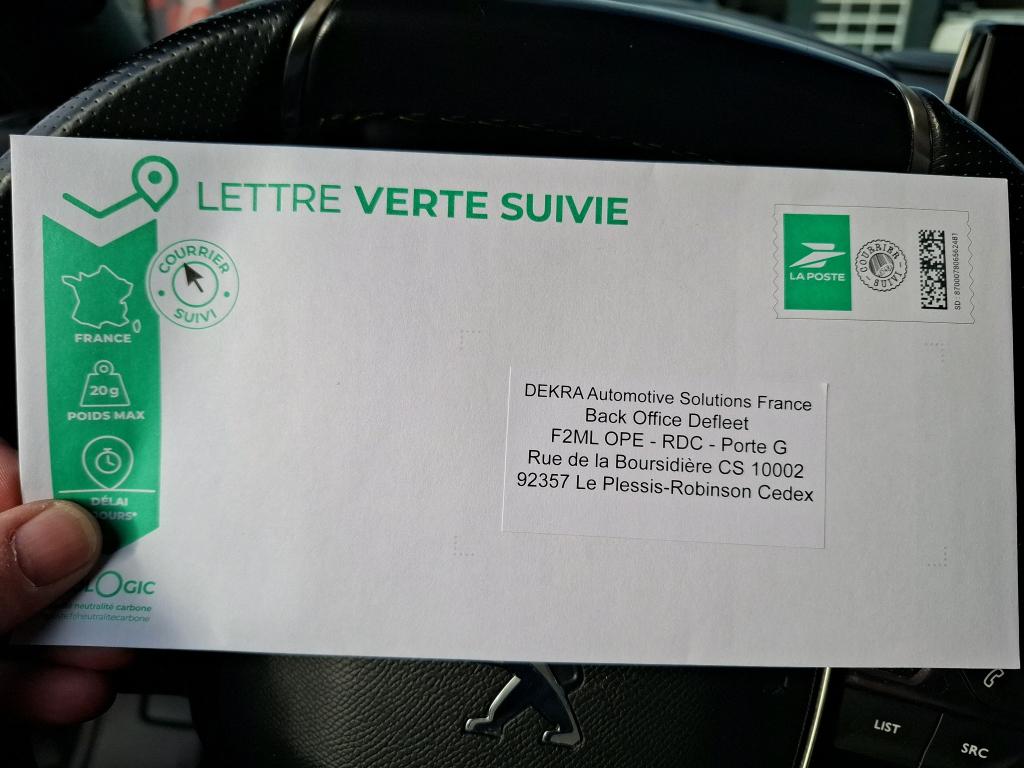 LETTRE VERTE SUIVIE
COURRIER
SUIVI
FRANCE
20g
POIDS MAX
DÉLAI
LA POSTE
COURRIER
SUIVI
DEKRA Automotive Solutions France
Back Office Defleet
F2ML OPE - RDC - Porte G
Rue de la Boursidière CS 10002
92357 Le Plessis-Robinson Cedex
neutralité carbone
LIST
SRC